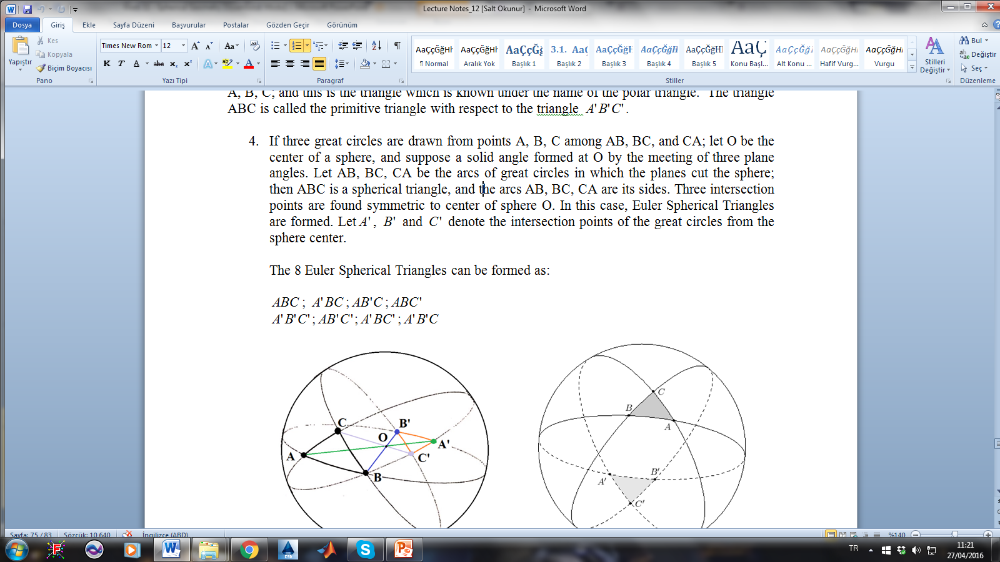 Lecture Notes_12 [Salt Okunur] - Microsoft Word
Dosya Giriş Ekle Sayfa Düzeni Başvurular Postalar Gözden Geçir Görünüm
Yapıştır
Kes
Kopyala
Biçim Boyacısı
Pano
Times New Rom 12
K T A abc x₂ x²
Yazı Tipi
Paragraf
AaÇçĞğHł AaÇçĞğHł AaÇçĞğ 3.1. AaÇ AaÇçĞğH AaÇçĞğH AaÇçĞğHI AaÇ AaÇçĞğl AaÇçĞğHł AaÇçĞğHł
¶ Normal Aralık Yok Başlık 1 Başlık 2 Başlık 3 Başlık 4 Başlık 5 Konu Başl... Alt Konu ... Hafif Vurg... Vurgu
Stiller
Stilleri
Değiştir
Bul
Değiştir
Seç
Düzenleme
A, B, C; and this is the triangle which is known under the name of the polar triangle. The triangle
ABC is called the primitive triangle with respect to the triangle A'B'C'.
4. If three great circles are drawn from points A, B, C among AB, BC, and CA; let O be the
center of a sphere, and suppose a solid angle formed at O by the meeting of three plane
angles. Let AB, BC, CA be the arcs of great circles in which the planes cut the sphere;
then ABC is a spherical triangle, and the arcs AB, BC, CA are its sides. Three intersection
points are found symmetric to center of sphere O. In this case, Euler Spherical Triangles
are formed. Let A', B' and C' denote the intersection points of the great circles from the
sphere center.
The 8 Euler Spherical Triangles can be formed as:
ABC ; A'BC ; AB'C ; ABC'
A'B'C' ; AB'C' ; A'BC' ; A'B'C
C
B'
O
A'
A
C'
B
C
B
A
B'
A'
C'
Sayfa: 75 / 83 Sözcük: 10.640 İngilizce (ABD) %140
TR
11:21
27/04/2016